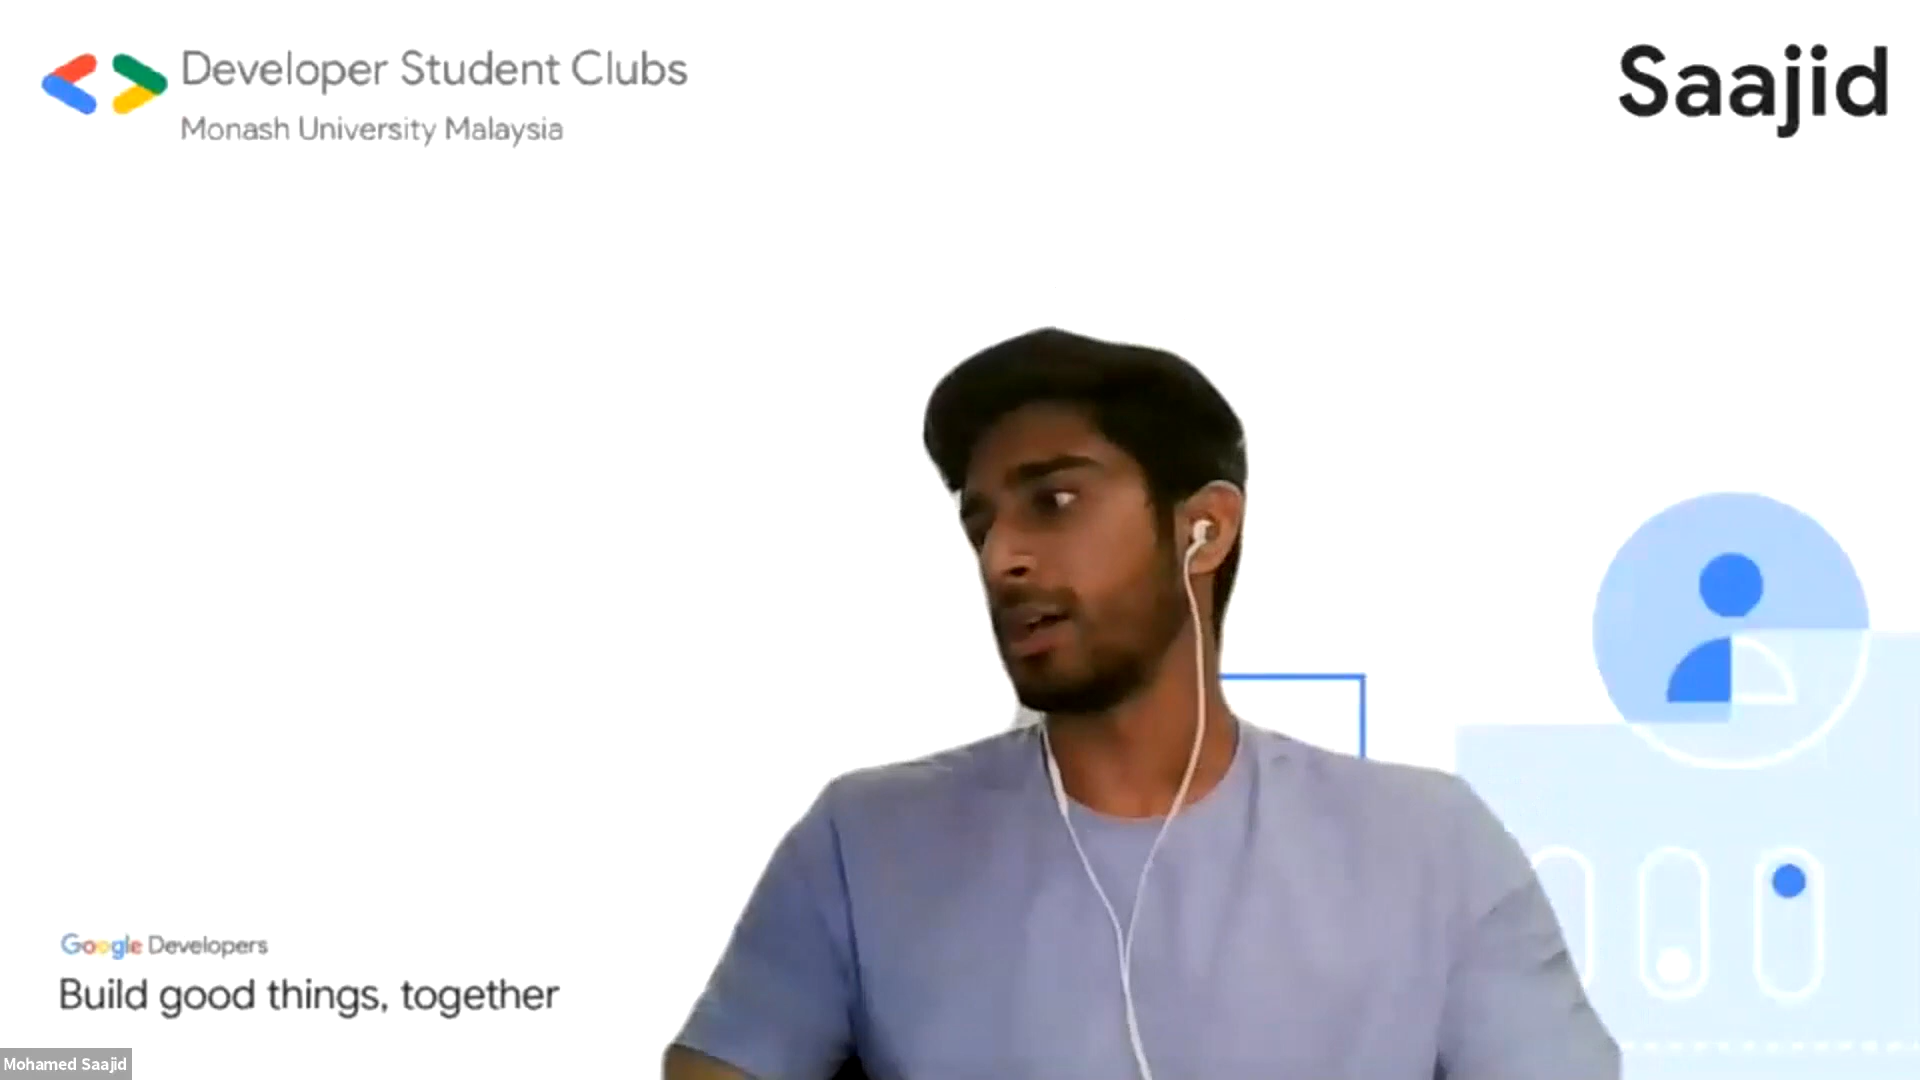 Developer Student Clubs
Monash University Malaysia
Saajid
Google Developers
Build good things, together
Mohamed Saajid